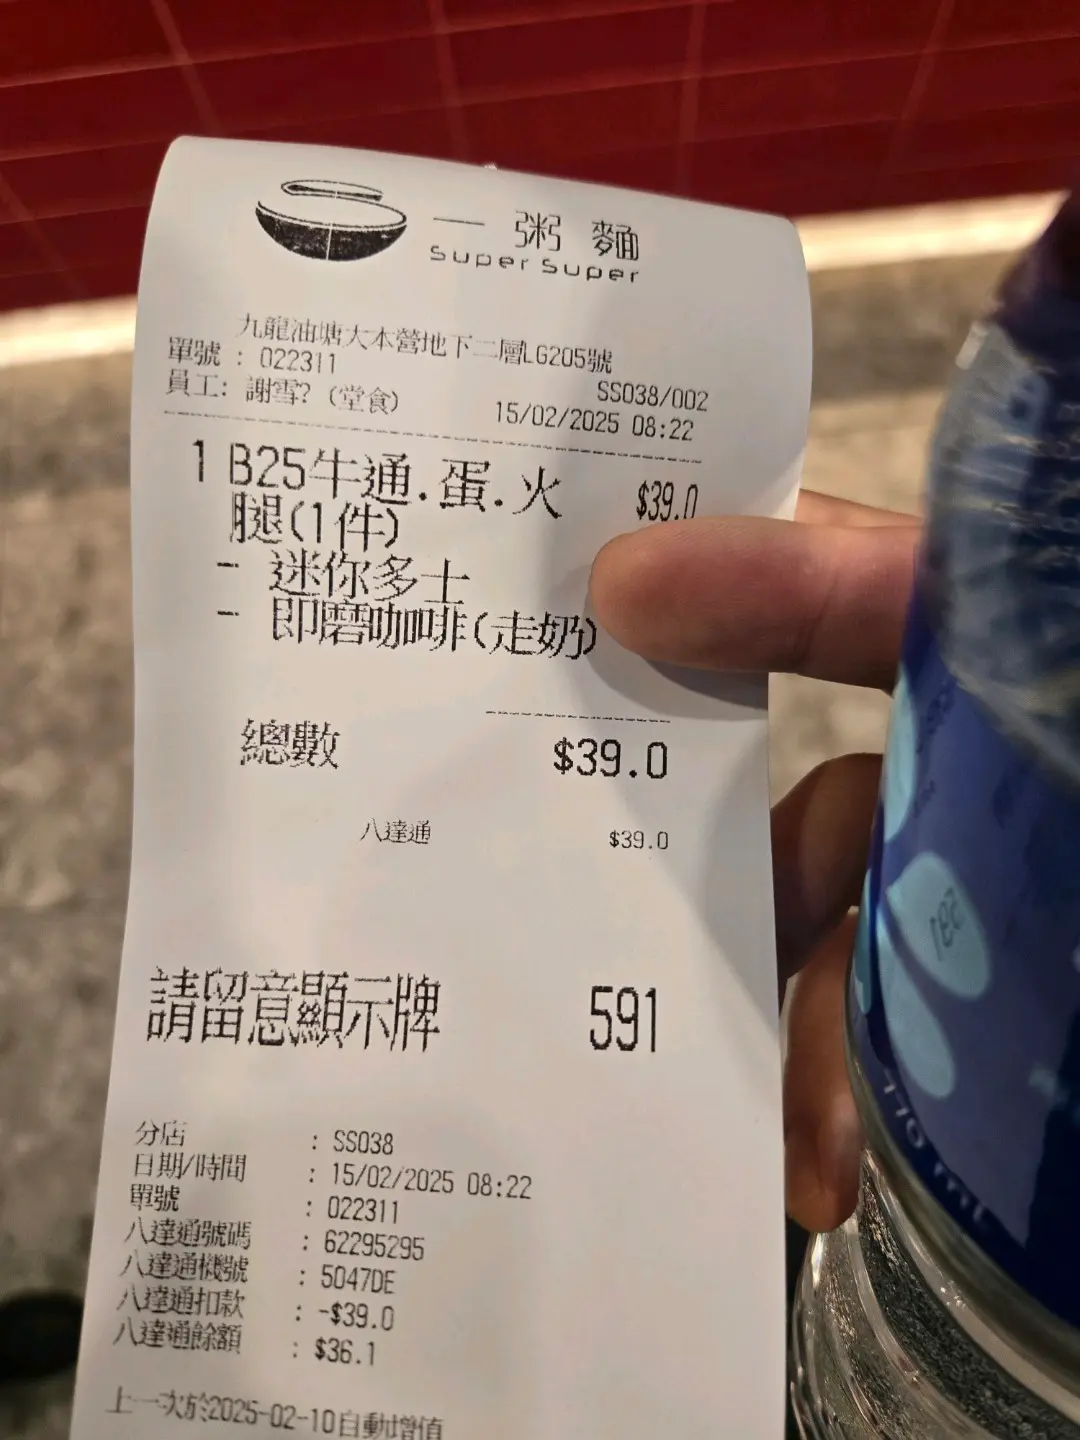 一粥麵
Super Super
九龍油塘大本營地下二層LG205號
單號 : 022311
SS038/002
員工: 謝雪? (堂食)
15/02/2025 08:22
1 B25牛通.蛋.火 $39.0
腿(1件)
- 迷你多士
- 即磨咖啡(走奶)
總數 $39.0
八達通 $39.0
請留意顯示牌 591
分店 : SS038
日期/時間 : 15/02/2025 08:22
單號 : 022311
八達通號碼 : 62295295
八達通機號 : 5047DE
八達通扣款 : -$39.0
八達通餘額 : $36.1
上一次於2025-02-10自動增值
770 mL